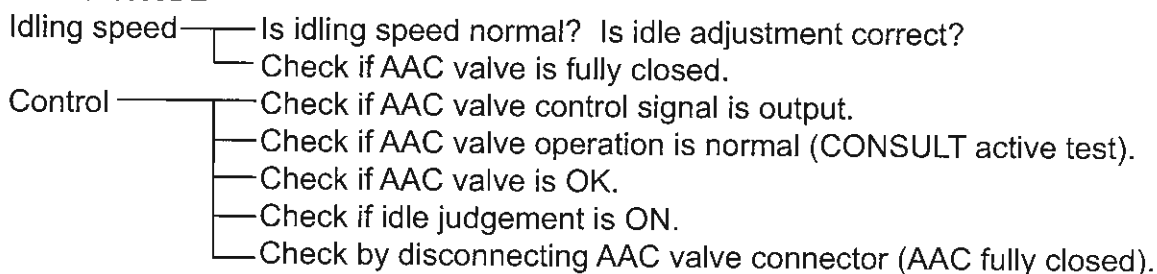 Idling speed Is idling speed normal? Is idle adjustment correct?
Check if AAC valve is fully closed.
Control Check if AAC valve control signal is output.
Check if AAC valve operation is normal (CONSULT active test).
Check if AAC valve is OK.
Check if idle judgement is ON.
Check by disconnecting AAC valve connector (AAC fully closed).